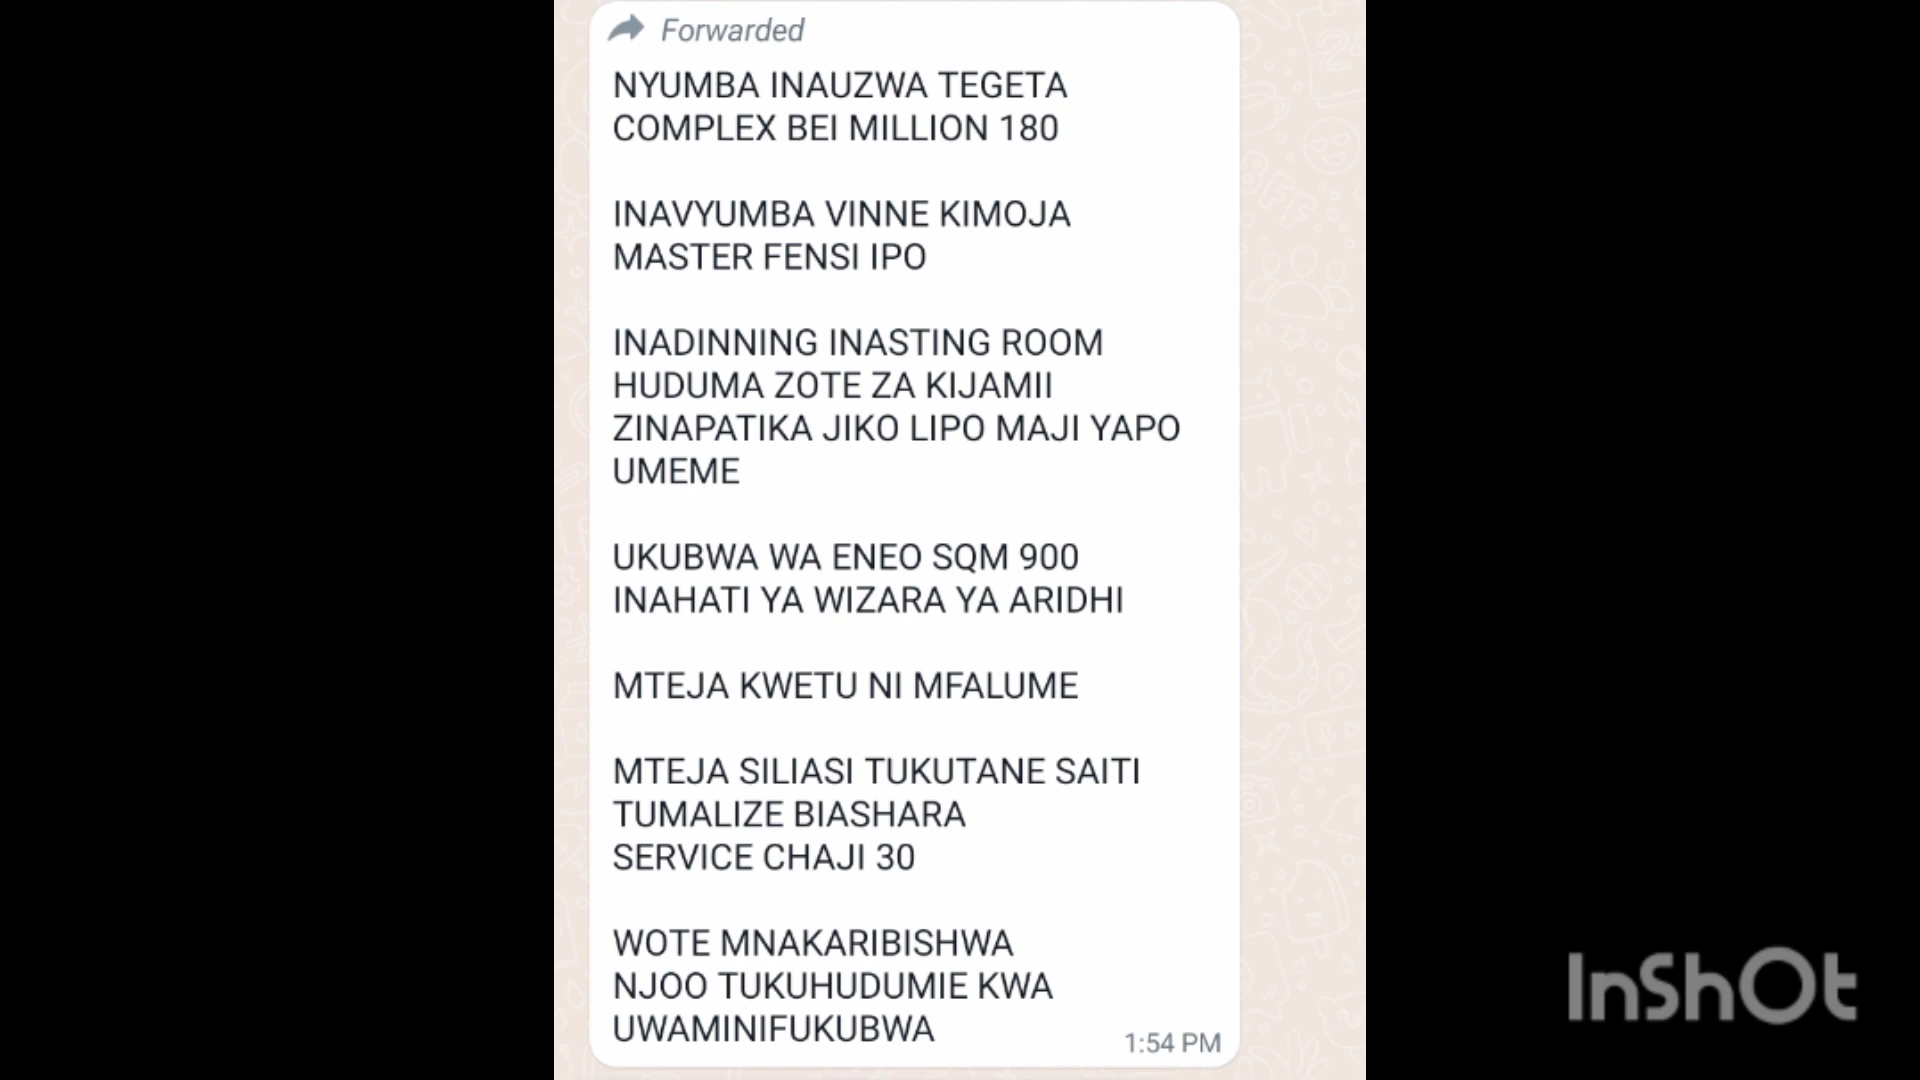 Forwarded
NYUMBA INAUZWA TEGETA
COMPLEX BEI MILLION 180
INAVYUMBA VINNE KIMOJA
MASTER FENSI IPO
INADINNING INASTING ROOM
HUDUMA ZOTE ZA KIJAMII
ZINAPATIKA JIKO LIPO MAJI YAPO
UMEME
UKUBWA WA ENEO SQM 900
INAHATI YA WIZARA YA ARIDHI
MTEJA KWETU NI MFALUME
MTEJA SILIASI TUKUTANE SAITI
TUMALIZE BIASHARA
SERVICE CHAJI 30
WOTE MNAKARIBISHWA
NJOO TUKUHUDUMIE KWA
UWAMINIFUKUBWA
1:54 PM
InShOt